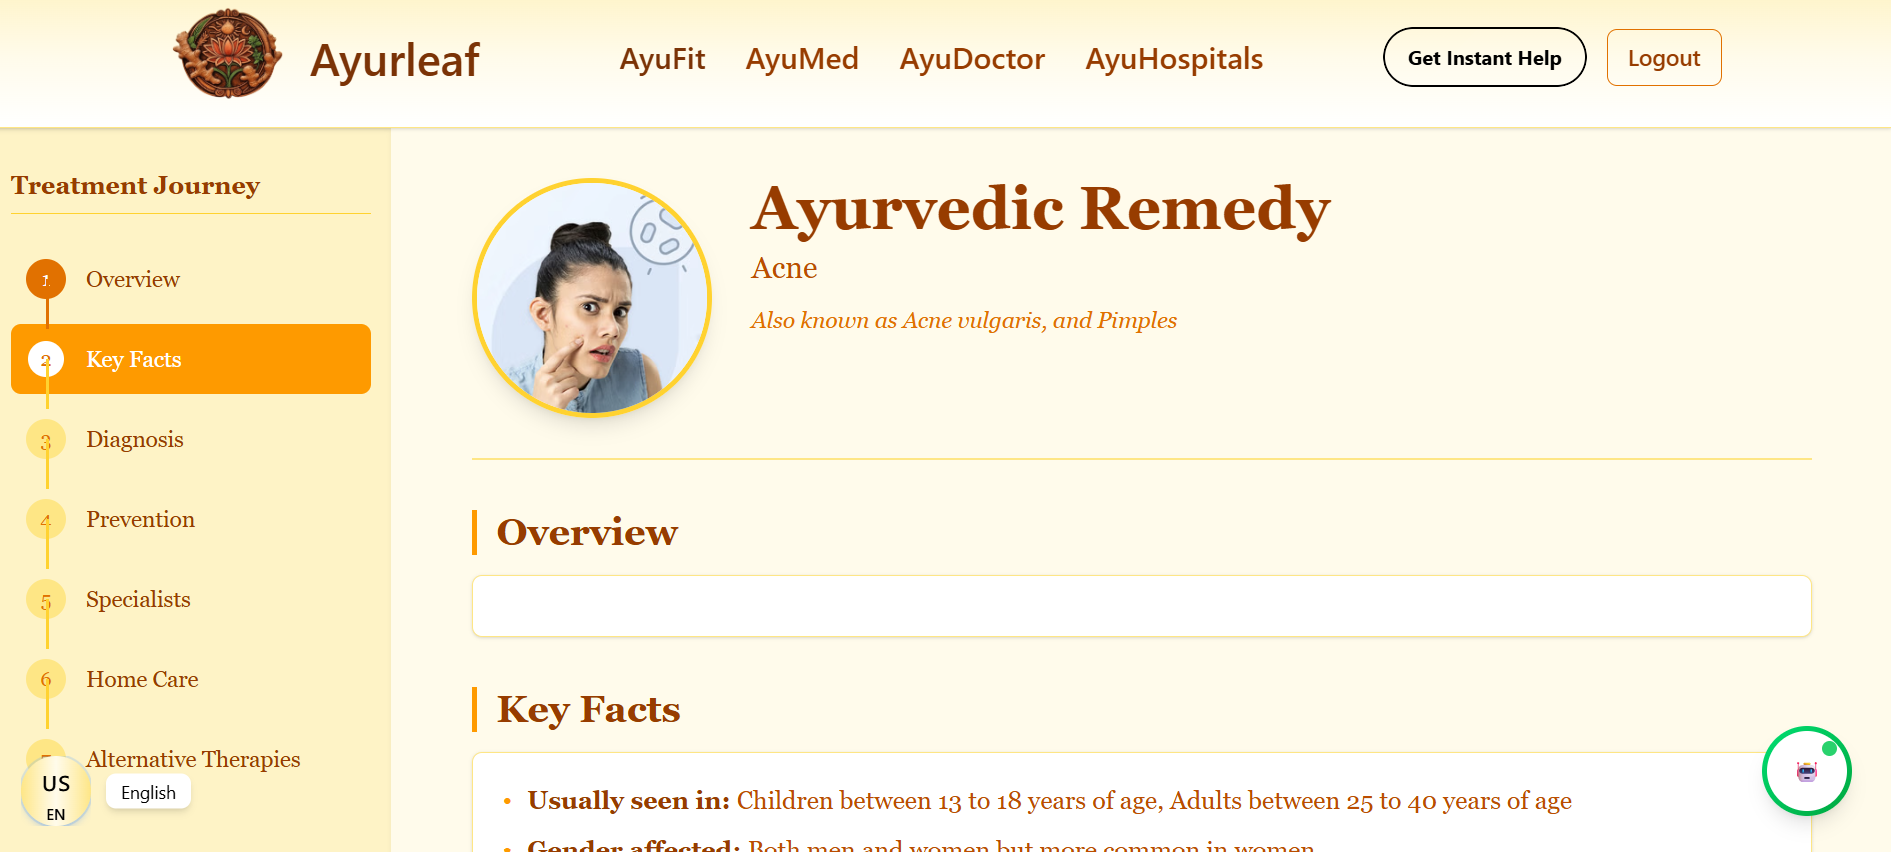 Ayurleaf
AyuFit
AyuMed
AyuDoctor
AyuHospitals
Get Instant Help
Logout
Treatment Journey
1
Overview
2
Key Facts
3
Diagnosis
4
Prevention
5
Specialists
6
Home Care
Alternative Therapies
US
EN
English
Ayurvedic Remedy
Acne
Also known as Acne vulgaris, and Pimples
Overview
Key Facts
• Usually seen in: Children between 13 to 18 years of age, Adults between 25 to 40 years of age
• Gender affected: Both men and women but more common in women